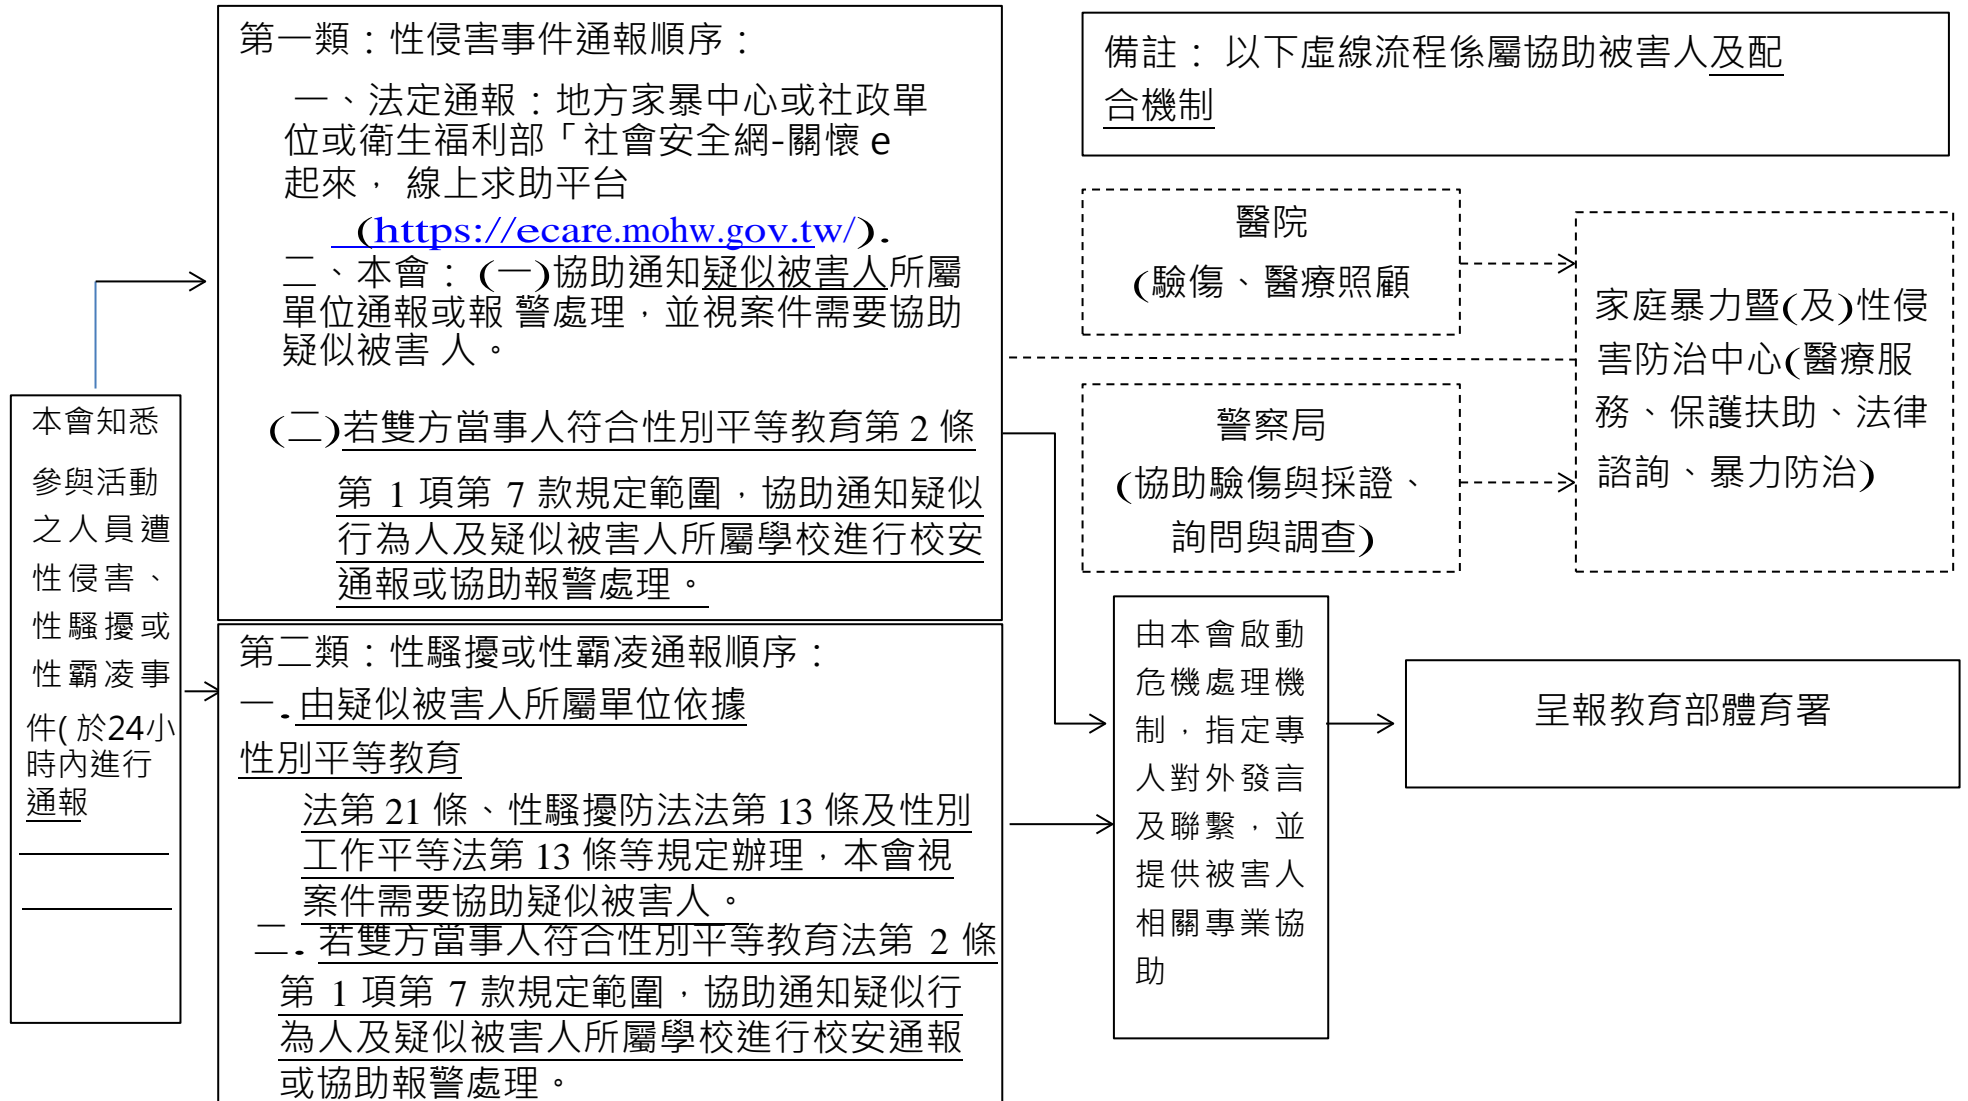 第一類：性侵害事件通報順序：
一、法定通報：地方家暴中心或社政單
位或衛生福利部「社會安全網-關懷 e
起來， 線上求助平台
(https://ecare.mohw.gov.tw/).
二、本會： (一)協助通知疑似被害人所屬
單位通報或報 警處理，並視案件需要協助
疑似被害 人。
(二)若雙方當事人符合性別平等教育第 2 條
第 1 項第 7 款規定範圍，協助通知疑似
行為人及疑似被害人所屬學校進行校安
通報或協助報警處理。
備註： 以下虛線流程係屬協助被害人及配
合機制
醫院
(驗傷、醫療照顧
家庭暴力暨(及)性侵
害防治中心(醫療服
務、保護扶助、法律
諮詢、暴力防治)
警察局
(協助驗傷與採證、
詢問與調查)
本會知悉
參與活動
之人員遭
性侵害、
性騷擾或
性霸凌事
件( 於24小
時內進行
通報
第二類：性騷擾或性霸凌通報順序：
一.由疑似被害人所屬單位依據
性別平等教育
法第 21 條、性騷擾防法法第 13 條及性別
工作平等法第 13 條等規定辦理，本會視
案件需要協助疑似被害人。
二. 若雙方當事人符合性別平等教育法第 2 條
第 1 項第 7 款規定範圍，協助通知疑似行
為人及疑似被害人所屬學校進行校安通報
或協助報警處理。
由本會啟動
危機處理機
制，指定專
人對外發言
及聯繫，並
提供被害人
相關專業協
助
呈報教育部體育署